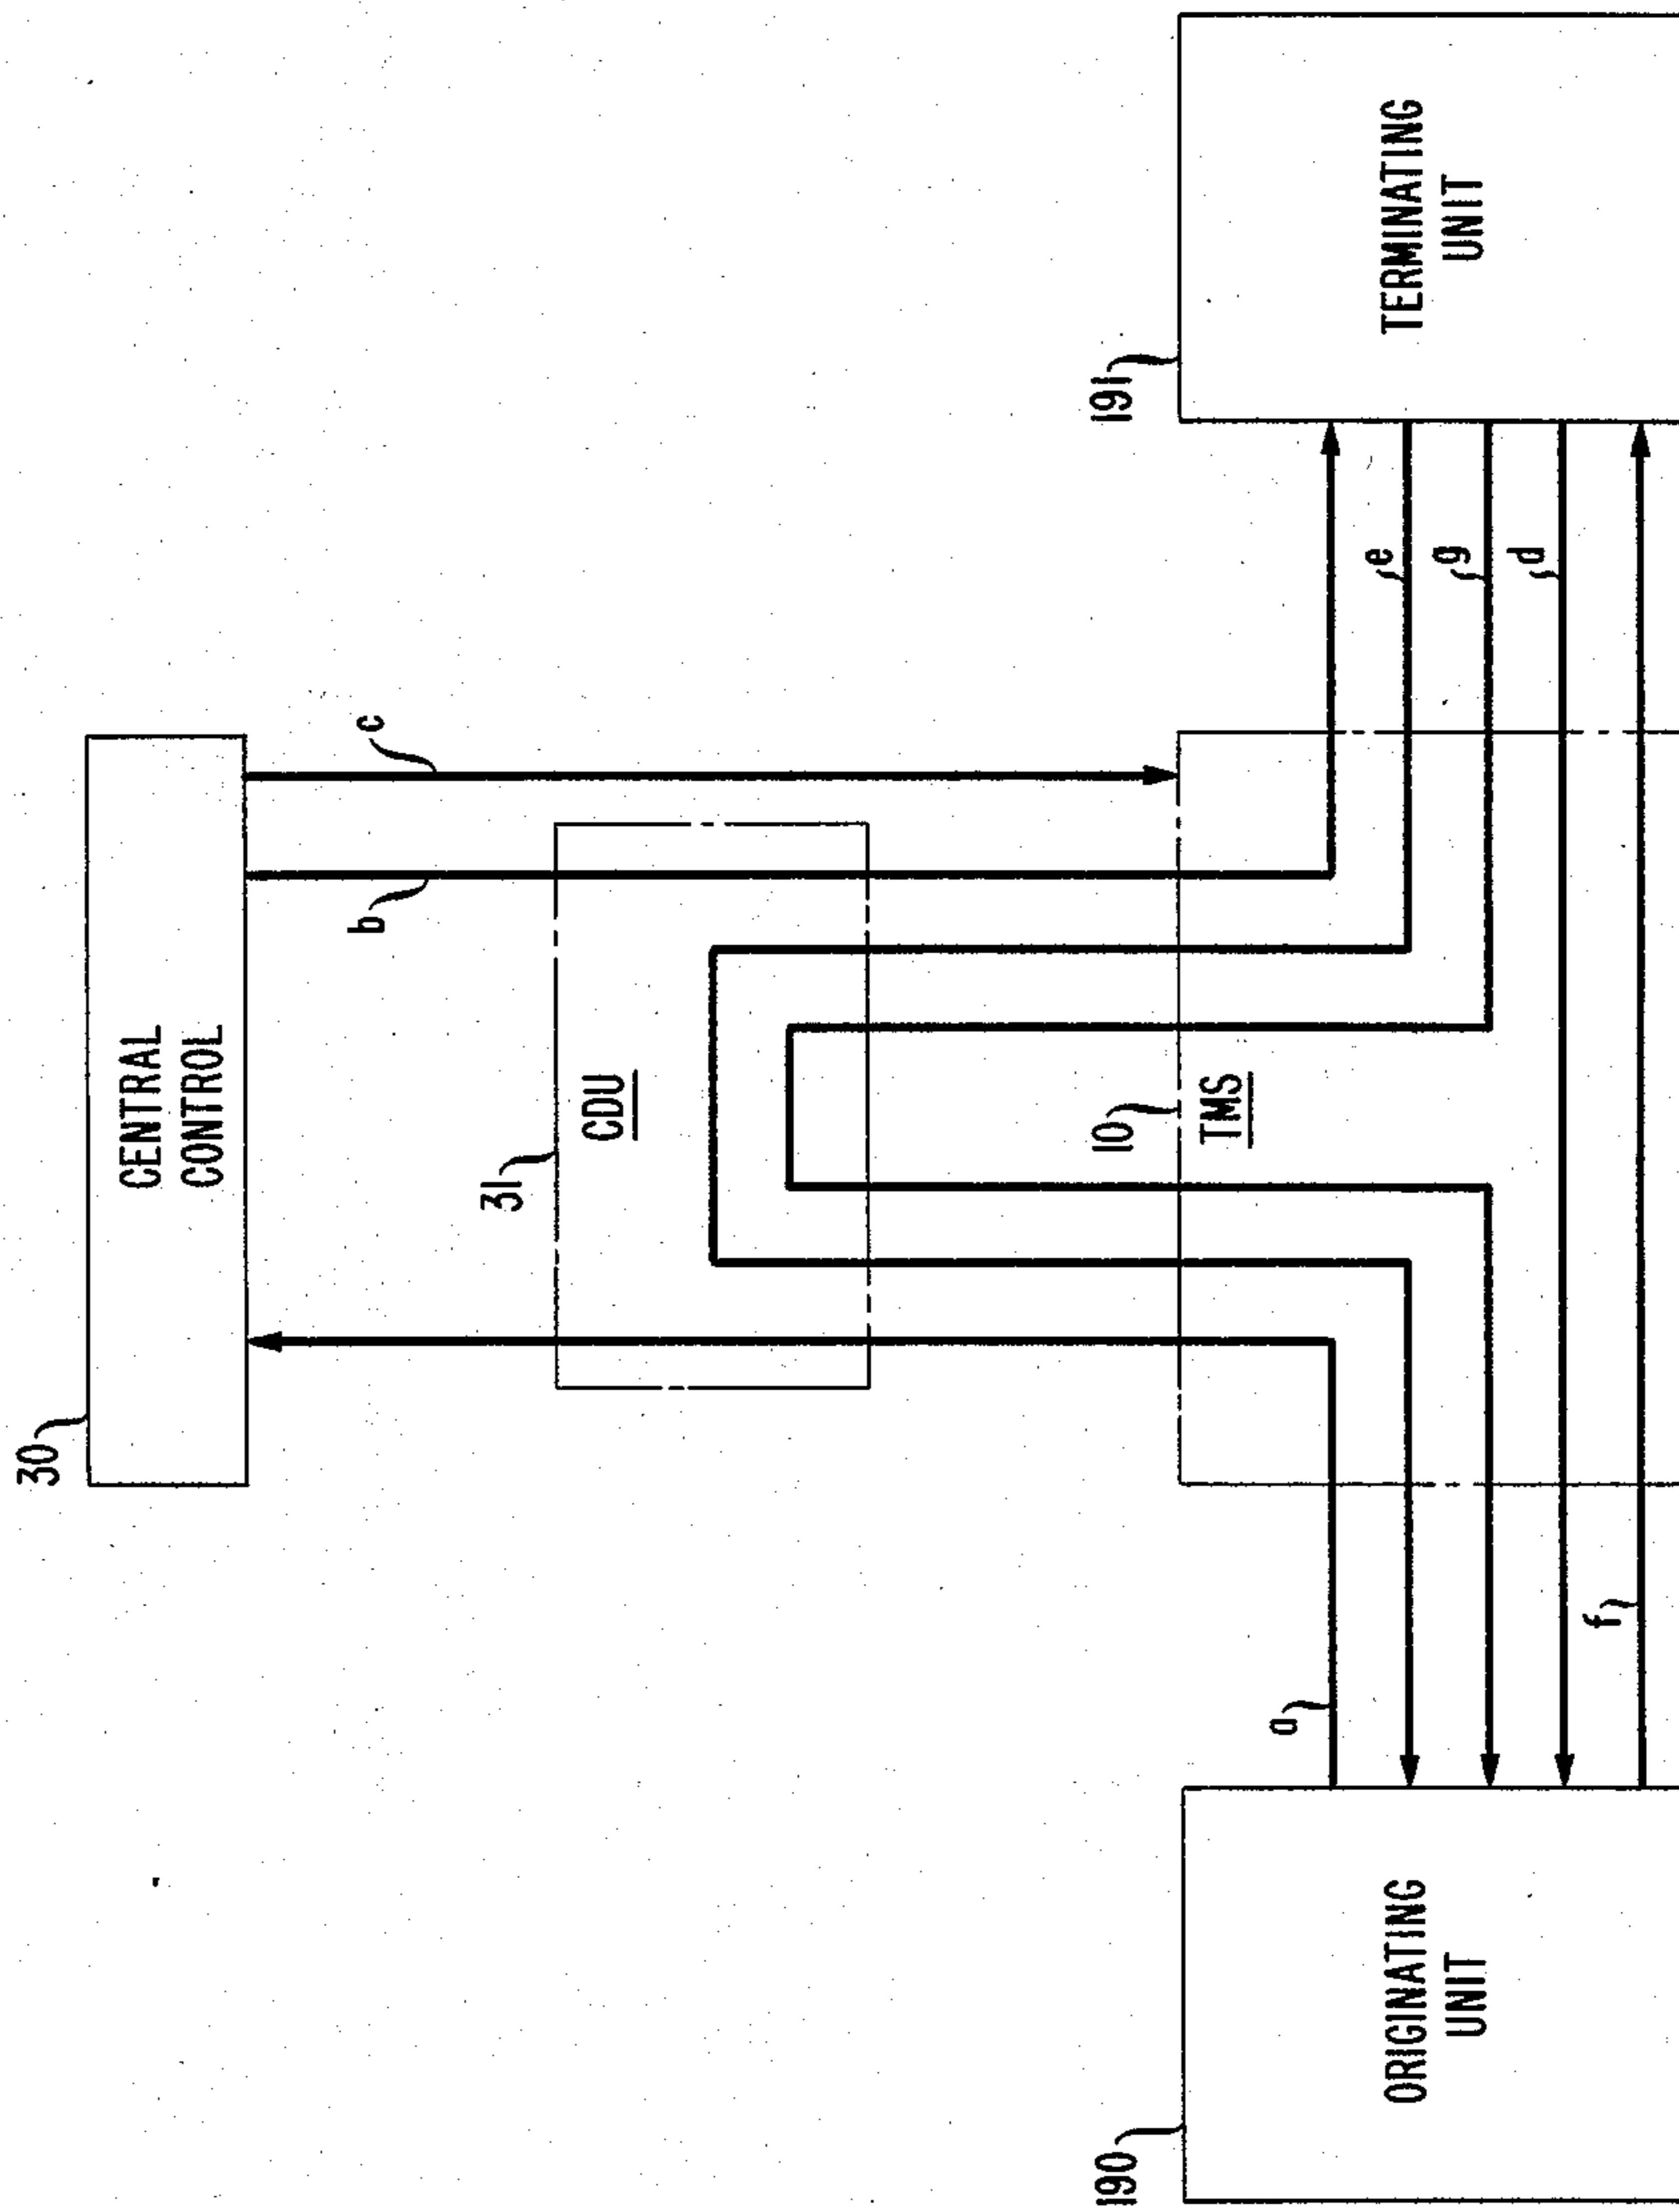 30
CENTRAL
CONTROL
c
b
31
CDU
10
TMS
190
ORIGINATING
UNIT
191
TERMINATING
UNIT
a
e
g
d
f